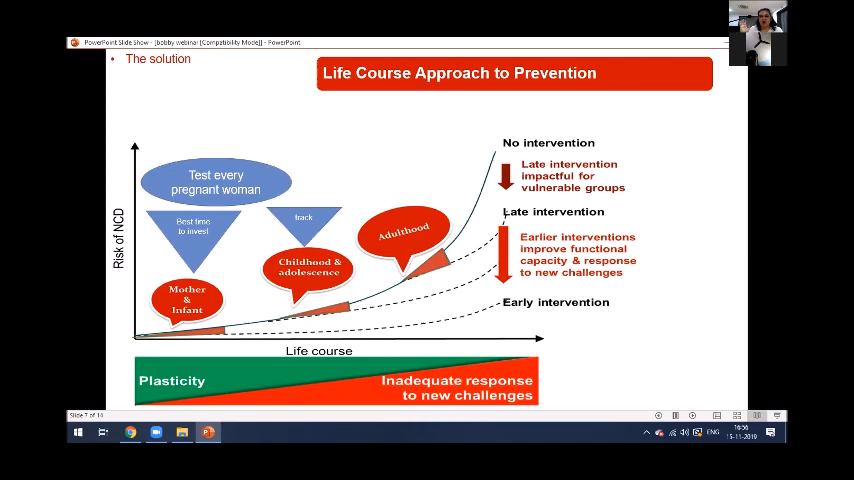 PowerPoint Slide Show - [bobby webinar [Compatibility Mode]] - PowerPoint
• The solution
Life Course Approach to Prevention
No intervention
Late intervention
impactful for
vulnerable groups
Test every
pregnant woman
Best time
to invest
track
Adulthood
Late intervention
Risk of NCD
Earlier interventions
improve functional
capacity & response
to new challenges
Childhood &
adolescence
Mother
&
Infant
Early intervention
Life course
Plasticity
Inadequate response
to new challenges
Slide 7 of 14
ENG
16:56
15-11-2019